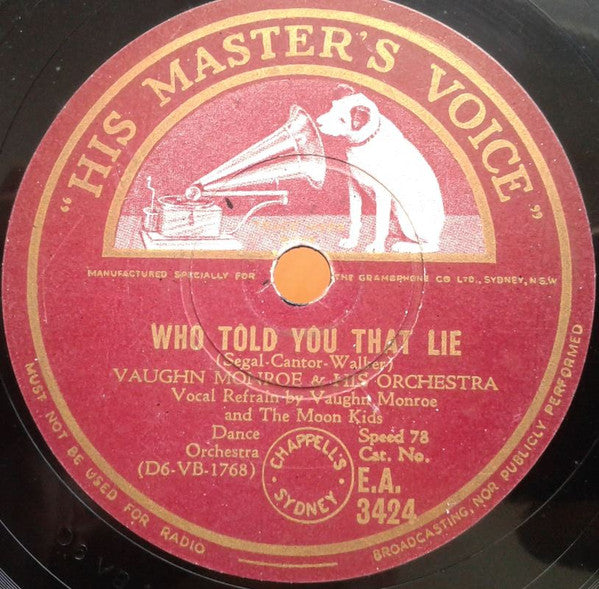 "HIS MASTER'S VOICE"
MANUFACTURED SPECIALLY FOR THE GRAMOPHONE CO LTD., SYDNEY, N.S.W
WHO TOLD YOU THAT LIE
(Segal-Cantor-Walker)
VAUGHN MONROE & HIS ORCHESTRA
Vocal Refrain by Vaughn Monroe
and The Moon Kids
Dance
Orchestra
(D6-VB-1768)
CHAPPELL'S
SYDNEY
Speed 78
Cat. No.
E.A.
3424
MUST NOT BE USED FOR RADIO
BROADCASTING, NOR PUBLICLY PERFORMED